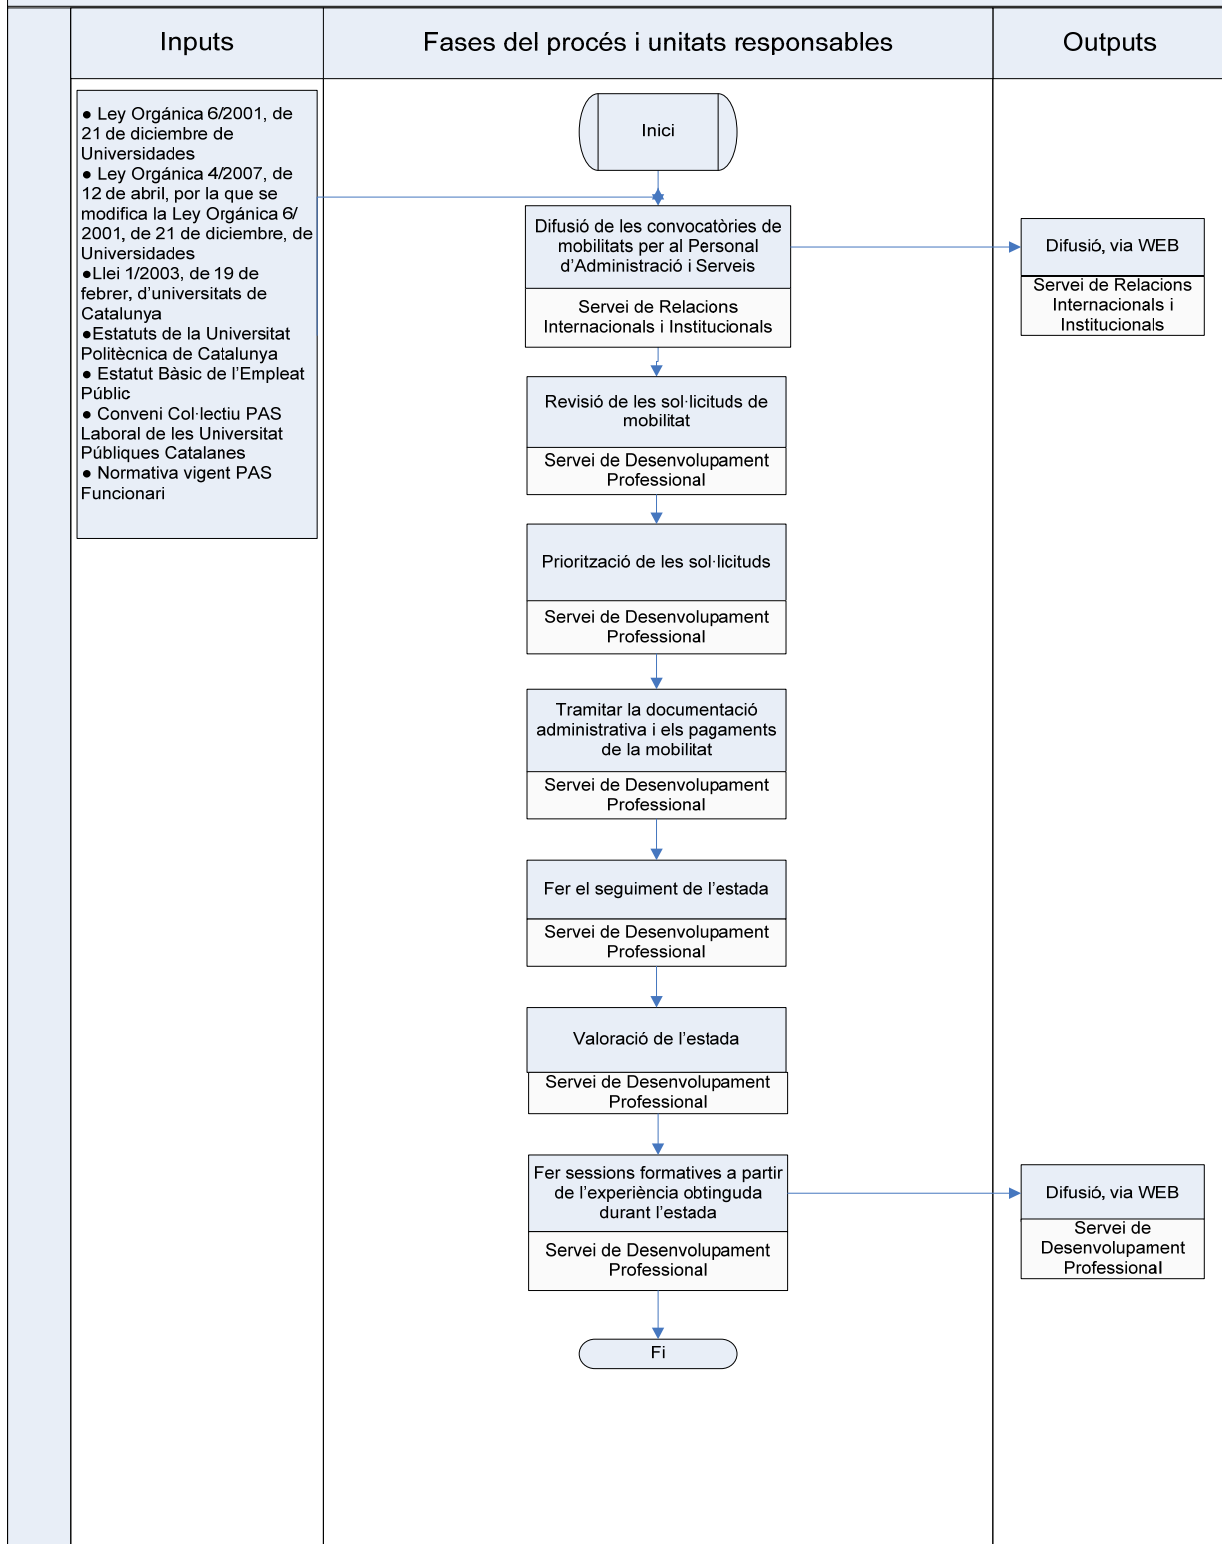 Inputs
Fases del procés i unitats responsables
Outputs
● Ley Orgánica 6/2001, de
21 de diciembre de
Universidades
● Ley Orgánica 4/2007, de
12 de abril, por la que se
modifica la Ley Orgánica 6/
2001, de 21 de diciembre, de
Universidades
●Llei 1/2003, de 19 de
febrer, d’universitats de
Catalunya
●Estatuts de la Universitat
Politècnica de Catalunya
● Estatut Bàsic de l’Empleat
Públic
● Conveni Col·lectiu PAS
Laboral de les Universitat
Públiques Catalanes
● Normativa vigent PAS
Funcionari
Inici
Difusió de les convocatòries de
mobilitats per al Personal
d’Administració i Serveis
Servei de Relacions
Internacionals i Institucionals
Difusió, via WEB
Servei de Relacions
Internacionals i
Institucionals
Revisió de les sol·licituds de
mobilitat
Servei de Desenvolupament
Professional
Priorització de les sol·licituds
Servei de Desenvolupament
Professional
Tramitar la documentació
administrativa i els pagaments
de la mobilitat
Servei de Desenvolupament
Professional
Fer el seguiment de l’estada
Servei de Desenvolupament
Professional
Valoració de l’estada
Servei de Desenvolupament
Professional
Fer sessions formatives a partir
de l’experiència obtinguda
durant l’estada
Servei de Desenvolupament
Professional
Difusió, via WEB
Servei de
Desenvolupament
Professional
Fi